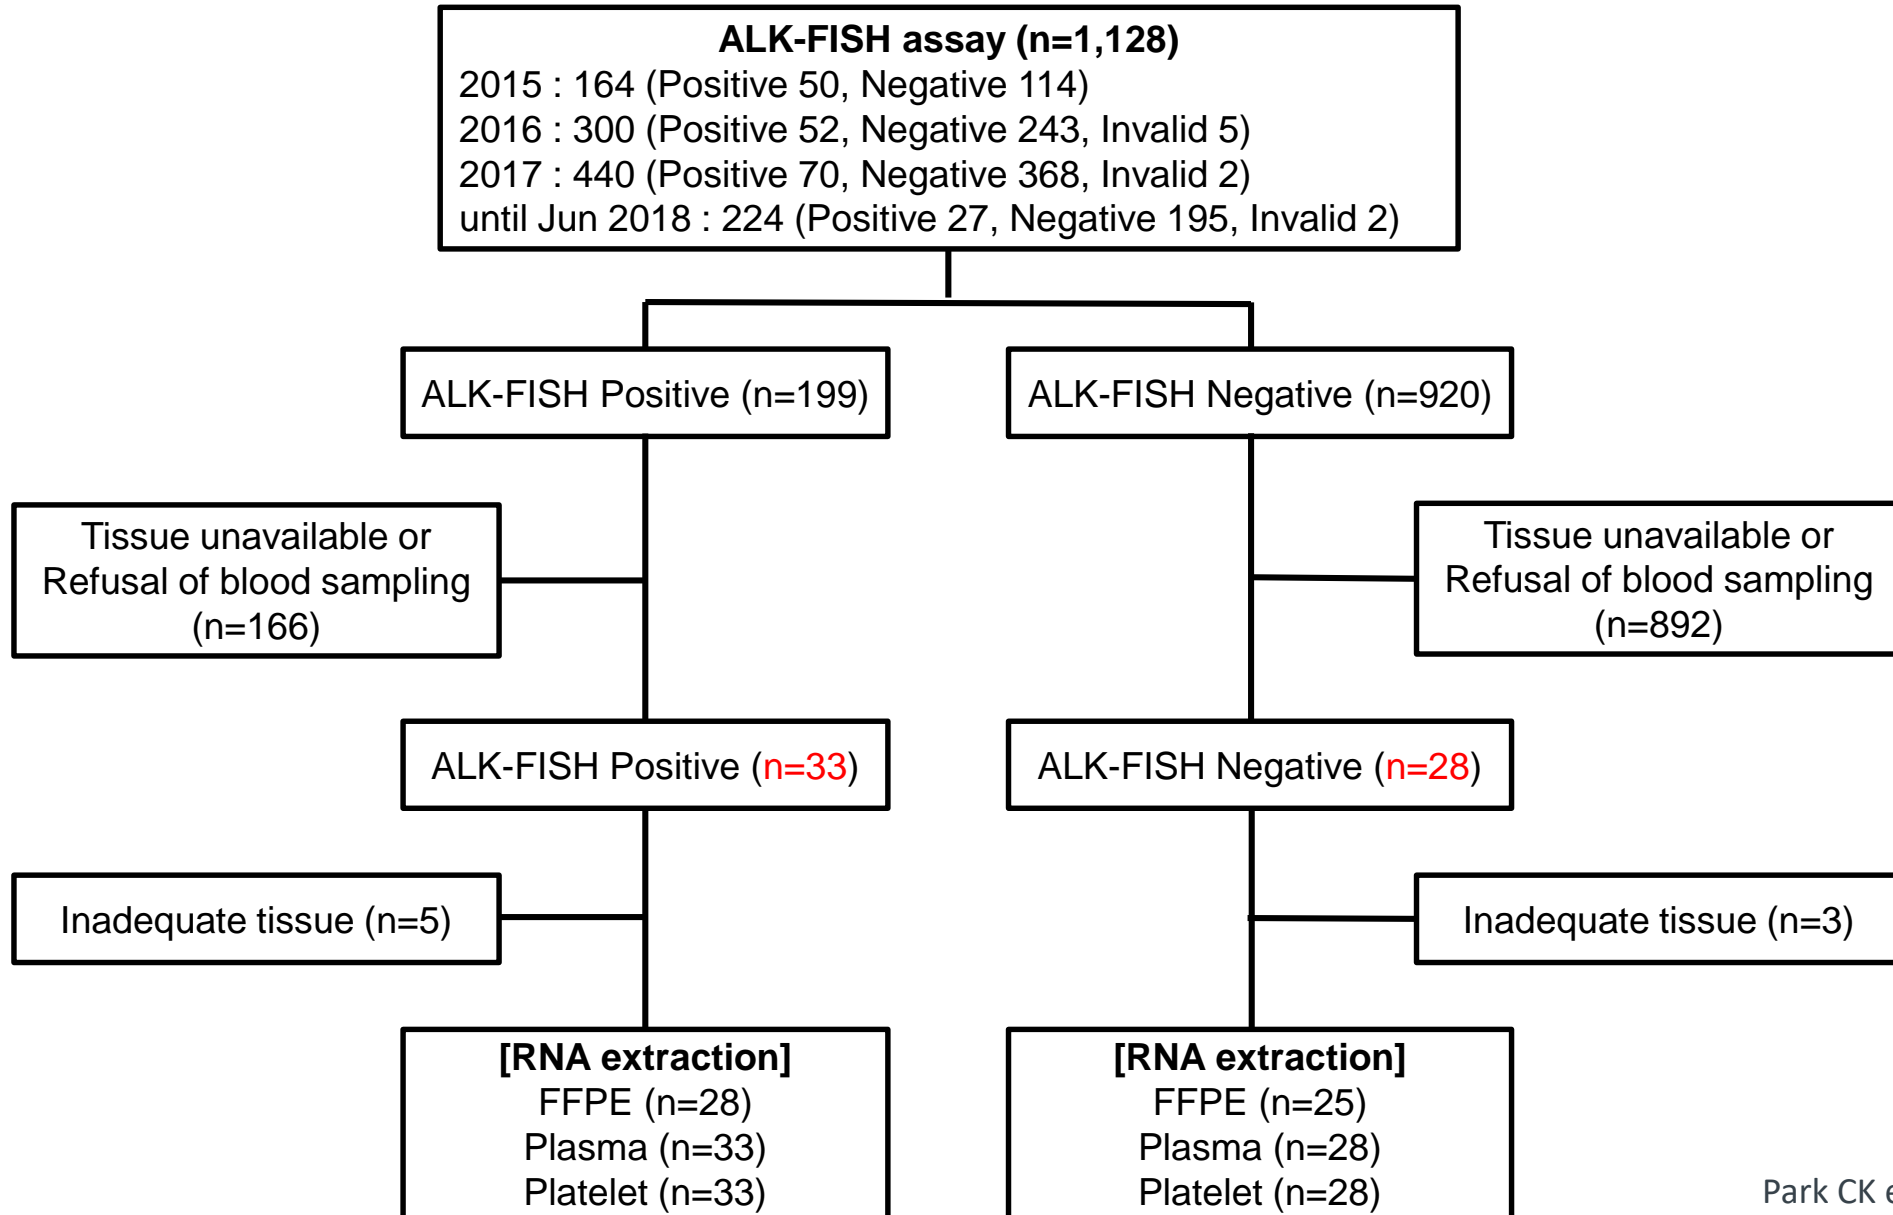 ALK-FISH assay (n=1,128)
2015 : 164 (Positive 50, Negative 114)
2016 : 300 (Positive 52, Negative 243, Invalid 5)
2017 : 440 (Positive 70, Negative 368, Invalid 2)
until Jun 2018 : 224 (Positive 27, Negative 195, Invalid 2)
ALK-FISH Positive (n=199)
ALK-FISH Negative (n=920)
Tissue unavailable or
Refusal of blood sampling
(n=166)
Tissue unavailable or
Refusal of blood sampling
(n=892)
ALK-FISH Positive (n=33)
ALK-FISH Negative (n=28)
Inadequate tissue (n=5)
Inadequate tissue (n=3)
[RNA extraction]
FFPE (n=28)
Plasma (n=33)
Platelet (n=33)
[RNA extraction]
FFPE (n=25)
Plasma (n=28)
Platelet (n=28)
Park CK